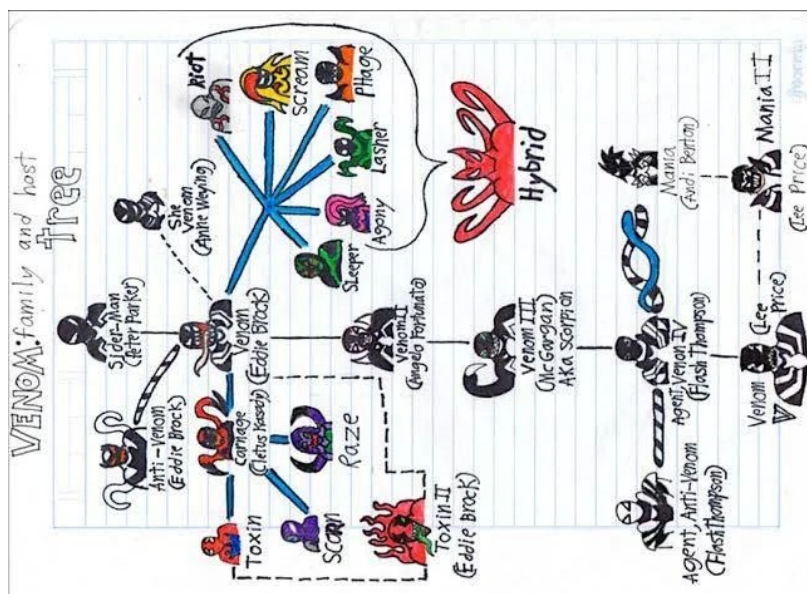 VENOM: family and host
tree
Spider-Man
(Peter Parker)
She
Venom
(Annie Weying)
Riot
Scream
Phage
Lasher
Agony
Sleeper
Hybrid
Anti-Venom
(Eddie Brock)
Venom
(Eddie Brock)
Carnage
(Cletus Kasady)
Toxin
Scorn
Raze
Toxin II
(Eddie Brock)
Venom II
(Angelo Fortunato)
Venom III
(Mc Gargan)
AKA Scorpion
Agent, Venom IV
(Flash Thompson)
Agent, Anti-Venom
(Flash Thompson)
Mania
(Andi Benton)
Mania II
(Lee Price)
Venom
V
(Lee
Price)